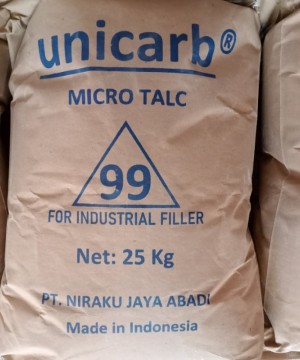 unicarb®
MICRO TALC
99
FOR INDUSTRIAL FILLER
Net: 25 Kg
PT. NIRAKU JAYA ABADI
Made in Indonesia